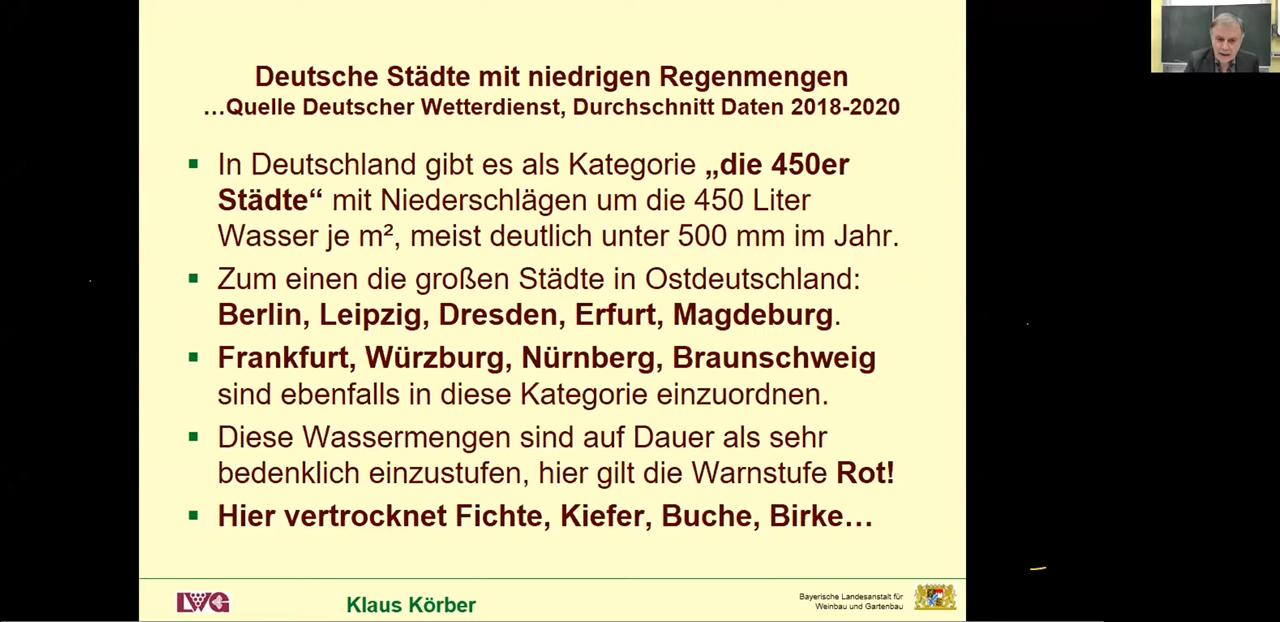 Deutsche Städte mit niedrigen Regenmengen
…Quelle Deutscher Wetterdienst, Durchschnitt Daten 2018-2020
▪ In Deutschland gibt es als Kategorie „die 450er
Städte“ mit Niederschlägen um die 450 Liter
Wasser je m², meist deutlich unter 500 mm im Jahr.
▪ Zum einen die großen Städte in Ostdeutschland:
Berlin, Leipzig, Dresden, Erfurt, Magdeburg.
▪ Frankfurt, Würzburg, Nürnberg, Braunschweig
sind ebenfalls in diese Kategorie einzuordnen.
▪ Diese Wassermengen sind auf Dauer als sehr
bedenklich einzustufen, hier gilt die Warnstufe Rot!
▪ Hier vertrocknet Fichte, Kiefer, Buche, Birke…
LWG
Klaus Körber
Bayerische Landesanstalt für
Weinbau und Gartenbau